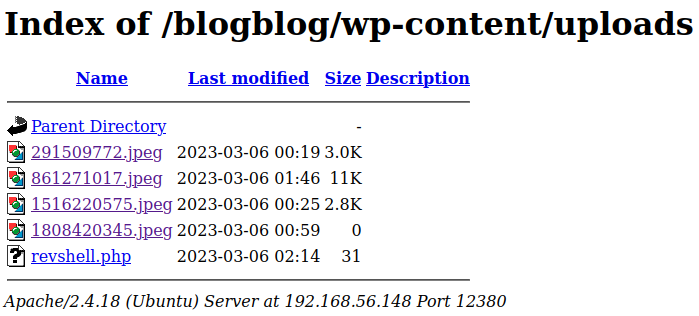 Index of /blogblog/wp-content/uploads
Name Last modified Size Description
Parent Directory -
291509772.jpeg 2023-03-06 00:19 3.0K
861271017.jpeg 2023-03-06 01:46 11K
1516220575.jpeg 2023-03-06 00:25 2.8K
1808420345.jpeg 2023-03-06 00:59 0
revshell.php 2023-03-06 02:14 31
Apache/2.4.18 (Ubuntu) Server at 192.168.56.148 Port 12380